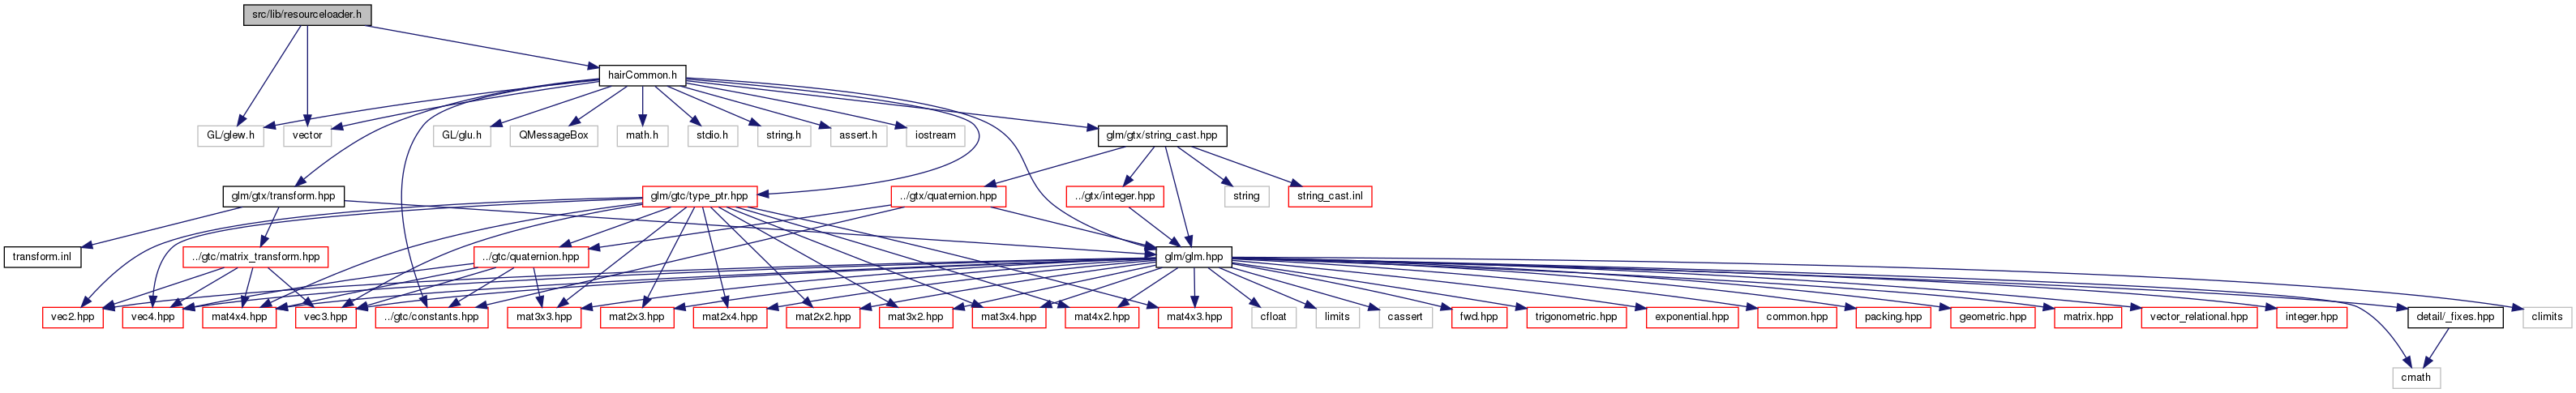 src/lib/resourceloader.h
hairCommon.h
GL/glew.h
vector
GL/glu.h
QMessageBox
math.h
stdio.h
string.h
assert.h
iostream
glm/gtx/string_cast.hpp
glm/gtx/transform.hpp
glm/gtc/type_ptr.hpp
../gtx/quaternion.hpp
../gtx/integer.hpp
string
string_cast.inl
transform.inl
../gtc/matrix_transform.hpp
../gtc/quaternion.hpp
glm/glm.hpp
vec2.hpp
vec4.hpp
mat4x4.hpp
vec3.hpp
../gtc/constants.hpp
mat3x3.hpp
mat2x3.hpp
mat2x4.hpp
mat2x2.hpp
mat3x2.hpp
mat3x4.hpp
mat4x2.hpp
mat4x3.hpp
cfloat
limits
cassert
fwd.hpp
trigonometric.hpp
exponential.hpp
common.hpp
packing.hpp
geometric.hpp
matrix.hpp
vector_relational.hpp
integer.hpp
detail/_fixes.hpp
climits
cmath